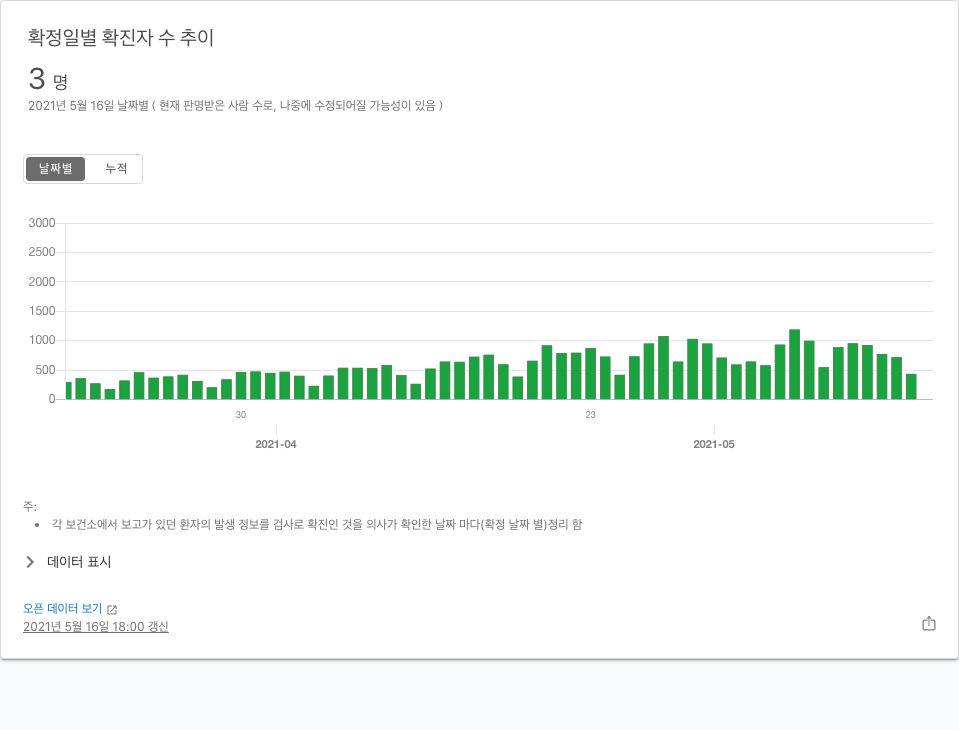 확정일별 확진자 수 추이
3 명
2021년 5월 16일 날짜별 ( 현재 판명받은 사람 수로, 나중에 수정되어질 가능성이 있음 )
날짜별 누적
3000
2500
2000
1500
1000
500
0
30 23
2021-04 2021-05
주:
• 각 보건소에서 보고가 있던 환자의 발생 정보를 검사로 확진인 것을 의사가 확인한 날짜 마다(확정 날짜 별)정리 함
데이터 표시
오픈 데이터 보기
2021년 5월 16일 18:00 갱신